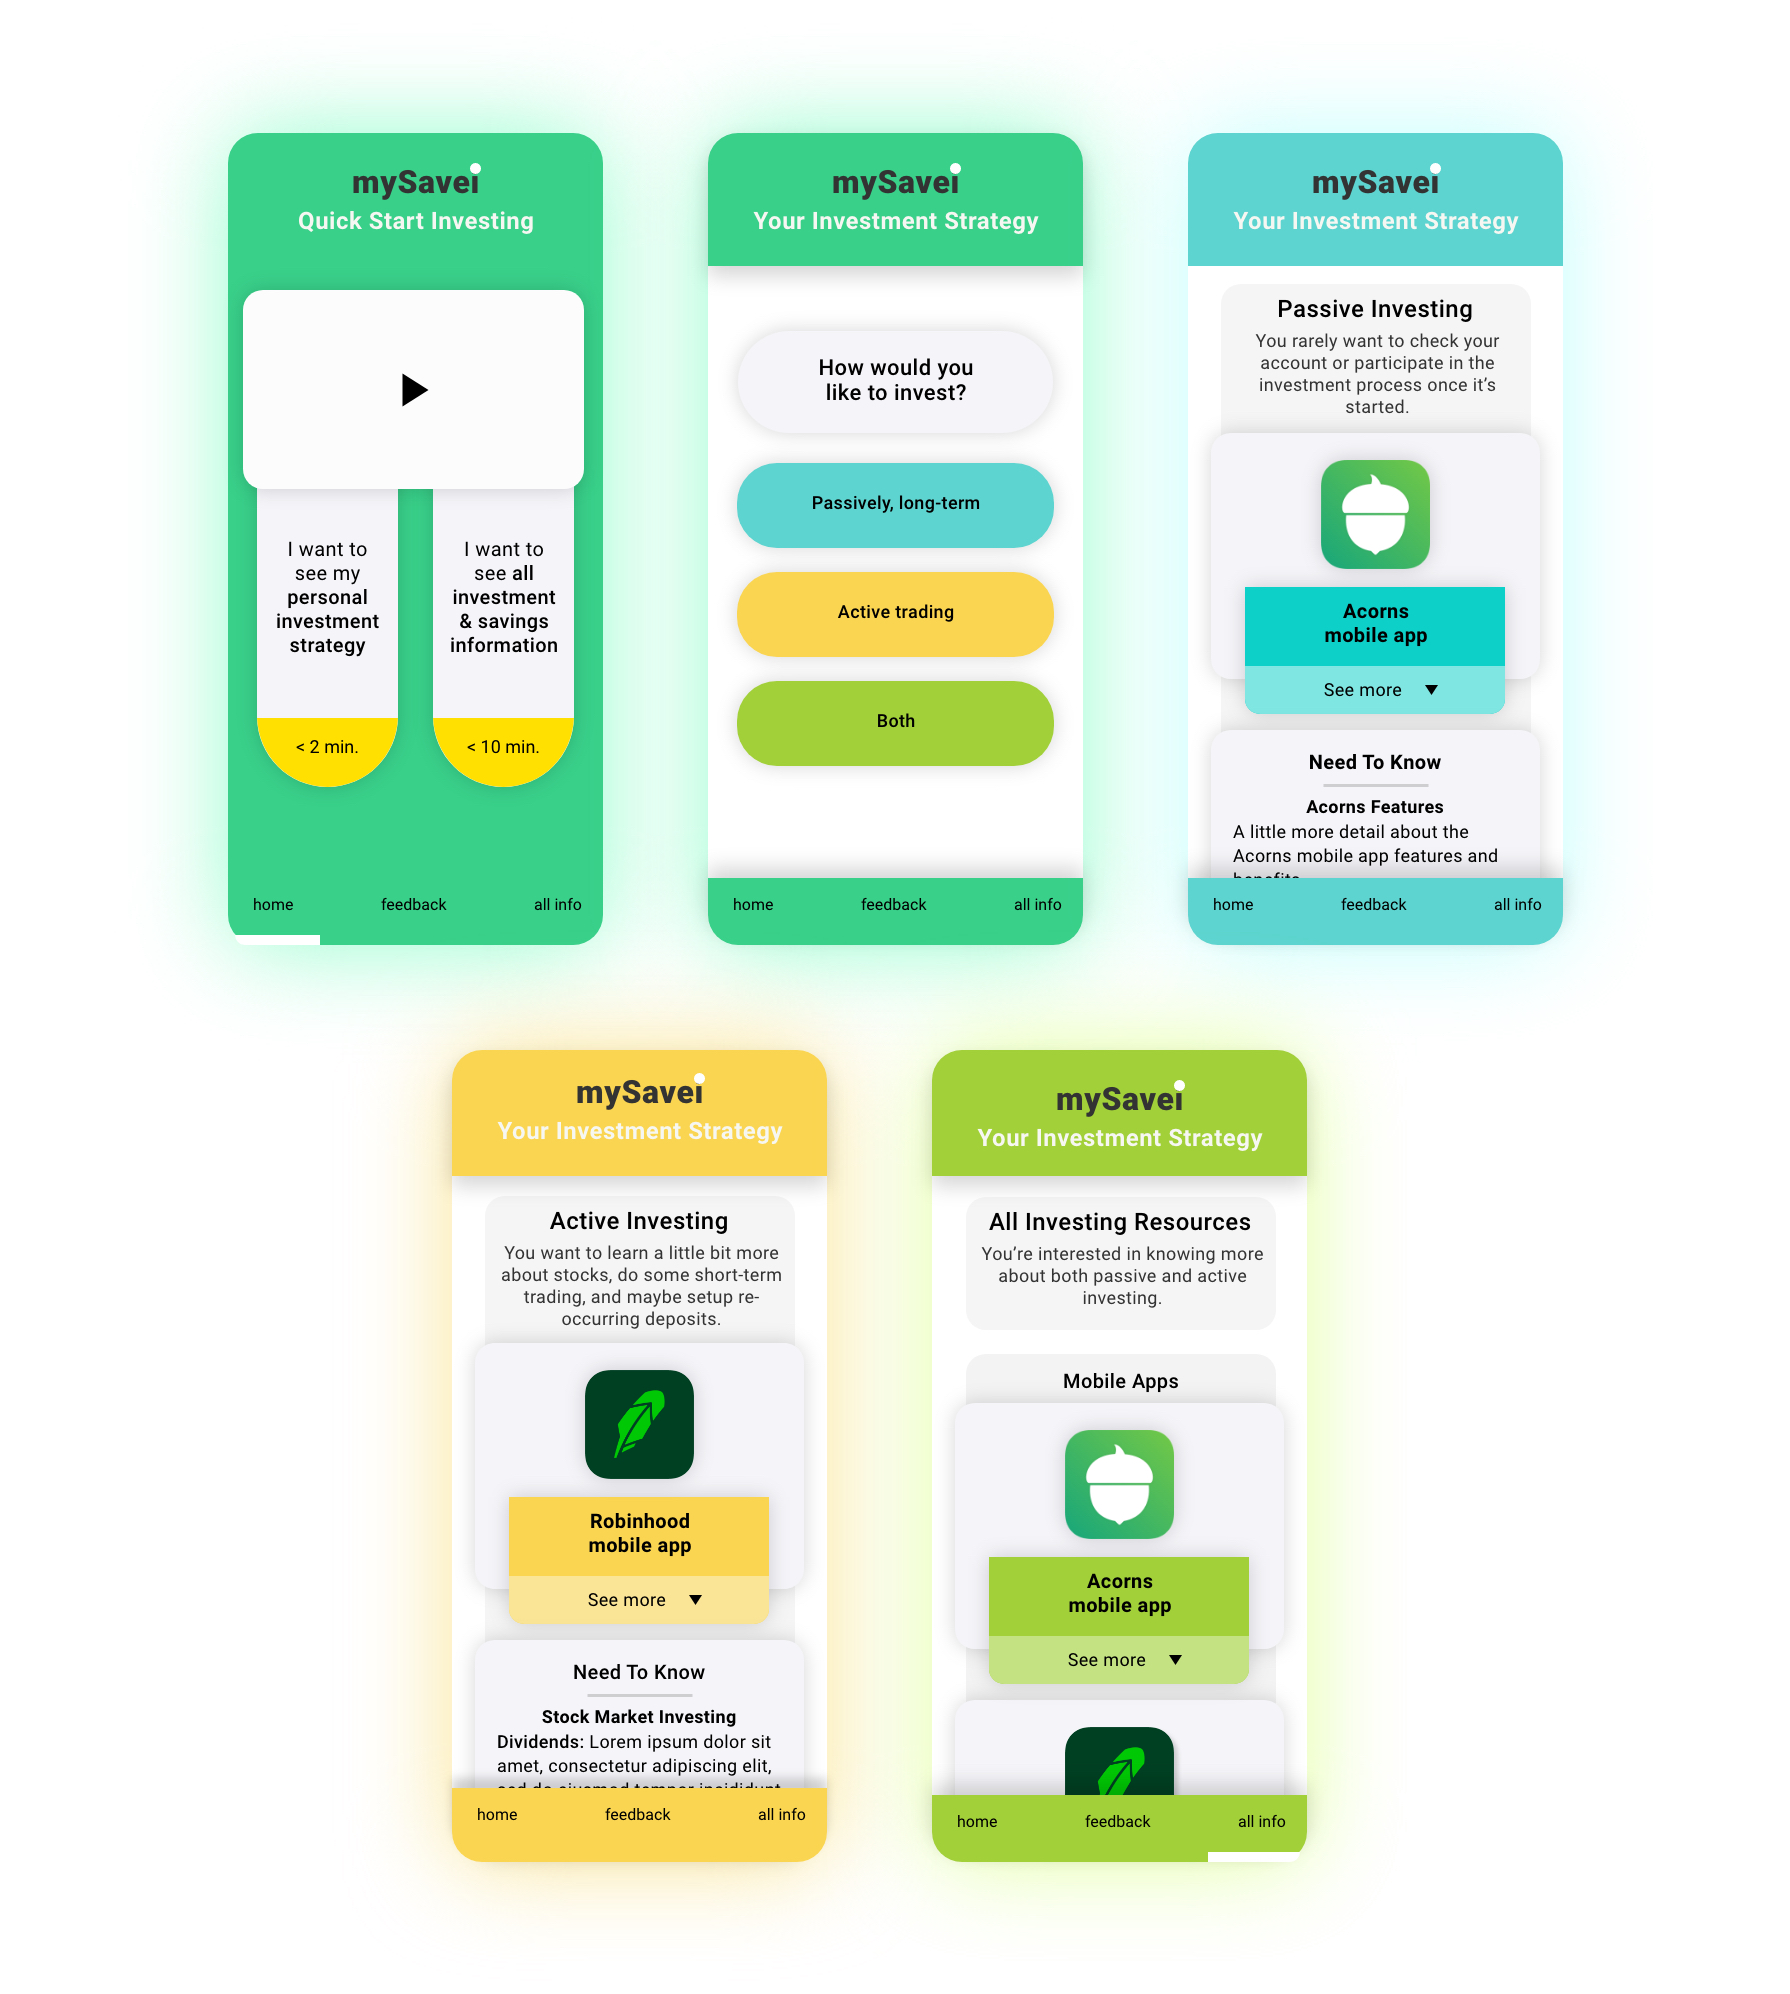 mySavei
Quick Start Investing
I want to
see my
personal
investment
strategy
< 2 min.
I want to
see all
investment
& savings
information
< 10 min.
home feedback all info
mySavei
Your Investment Strategy
How would you
like to invest?
Passively, long-term
Active trading
Both
home feedback all info
mySavei
Your Investment Strategy
Passive Investing
You rarely want to check your
account or participate in the
investment process once it’s
started.
Acorns
mobile app
See more
Need To Know
Acorns Features
A little more detail about the
Acorns mobile app features and
benefits
home feedback all info
mySavei
Your Investment Strategy
Active Investing
You want to learn a little bit more
about stocks, do some short-term
trading, and maybe setup re-
occurring deposits.
Robinhood
mobile app
See more
Need To Know
Stock Market Investing
Dividends: Lorem ipsum dolor sit
amet, consectetur adipiscing elit,
sed do eiusmod tempor incididunt
home feedback all info
mySavei
Your Investment Strategy
All Investing Resources
You’re interested in knowing more
about both passive and active
investing.
Mobile Apps
Acorns
mobile app
See more
home feedback all info